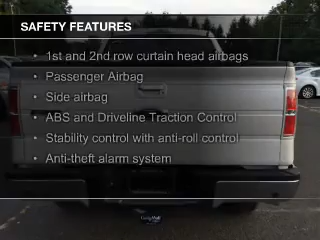 SAFETY FEATURES
• 1st and 2nd row curtain head airbags
• Passenger Airbag
• Side airbag
• ABS and Driveline Traction Control
• Stability control with anti-roll control
• Anti-theft alarm system